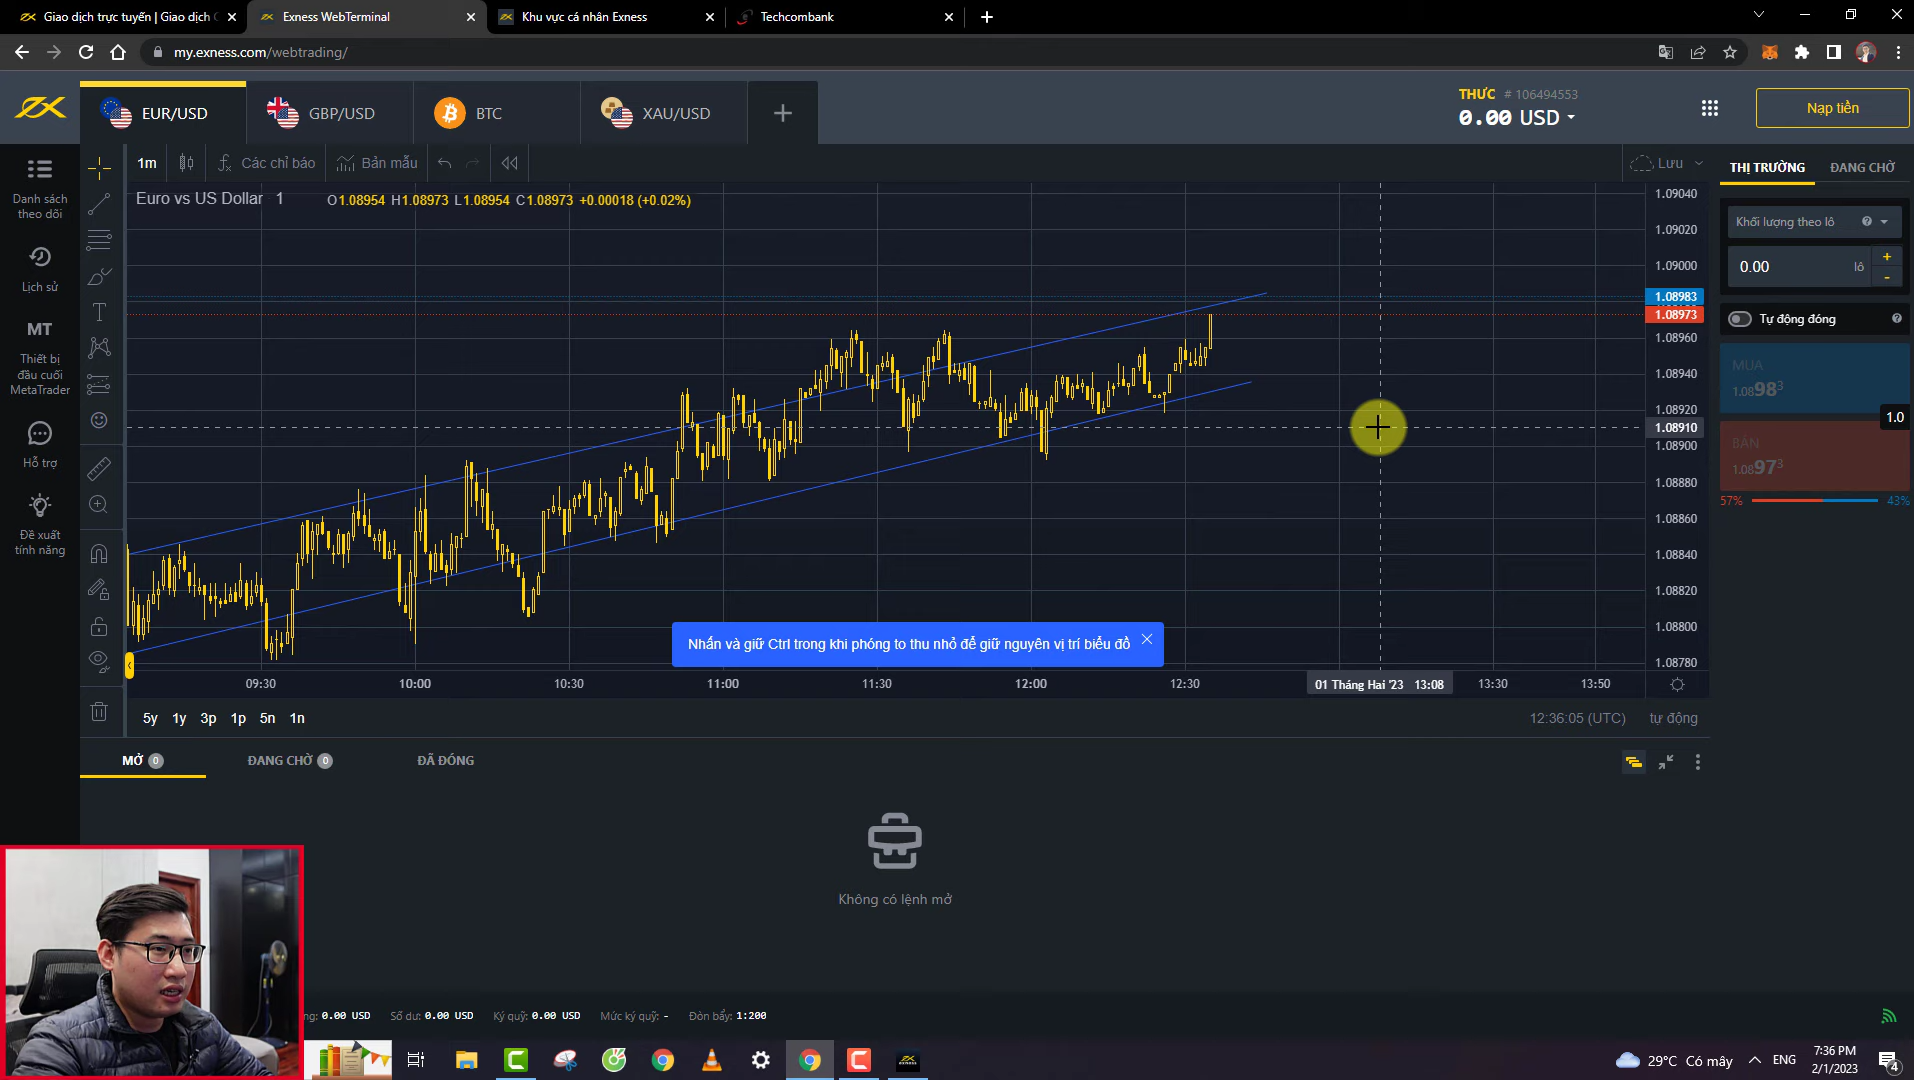 Giao dịch trực tuyến | Giao dịch
Exness WebTerminal
Khu vực cá nhân Exness
Techcombank
my.exness.com/webtrading/
EUR/USD
GBP/USD
BTC
XAU/USD
THỰC # 106494553
0.00 USD
Nạp tiền
Danh sách
theo dõi
Lịch sử
MT
Thiết bị
đầu cuối
MetaTrader
Hỗ trợ
Đề xuất
tính năng
1m
Các chỉ báo
Bản mẫu
Lưu
Euro vs US Dollar 1
O1.08954 H1.08973 L1.08954 C1.08973 +0.00018 (+0.02%)
1.09040
1.09020
1.09000
1.08983
1.08973
1.08960
1.08940
1.08920
1.08910
1.08900
1.08880
1.08860
1.08840
1.08820
1.08800
1.08780
THỊ TRƯỜNG
ĐANG CHỜ
Khối lượng theo lô
0.00
lô
+
-
Tự động đóng
MUA
1.08983
1.0
BÁN
1.08973
57%
43%
Nhấn và giữ Ctrl trong khi phóng to thu nhỏ để giữ nguyên vị trí biểu đồ
09:30
10:00
10:30
11:00
11:30
12:00
12:30
01 Tháng Hai '23 13:08
13:30
13:50
5y 1y 3p 1p 5n 1n
12:36:05 (UTC)
tự động
MỞ 0
ĐANG CHỜ 0
ĐÃ ĐÓNG
Không có lệnh mở
0.00 USD
Số dư: 0.00 USD
Ký quỹ: 0.00 USD
Mức ký quỹ: -
Đòn bẩy: 1:200
29°C Có mây
ENG
7:36 PM
2/1/2023
4